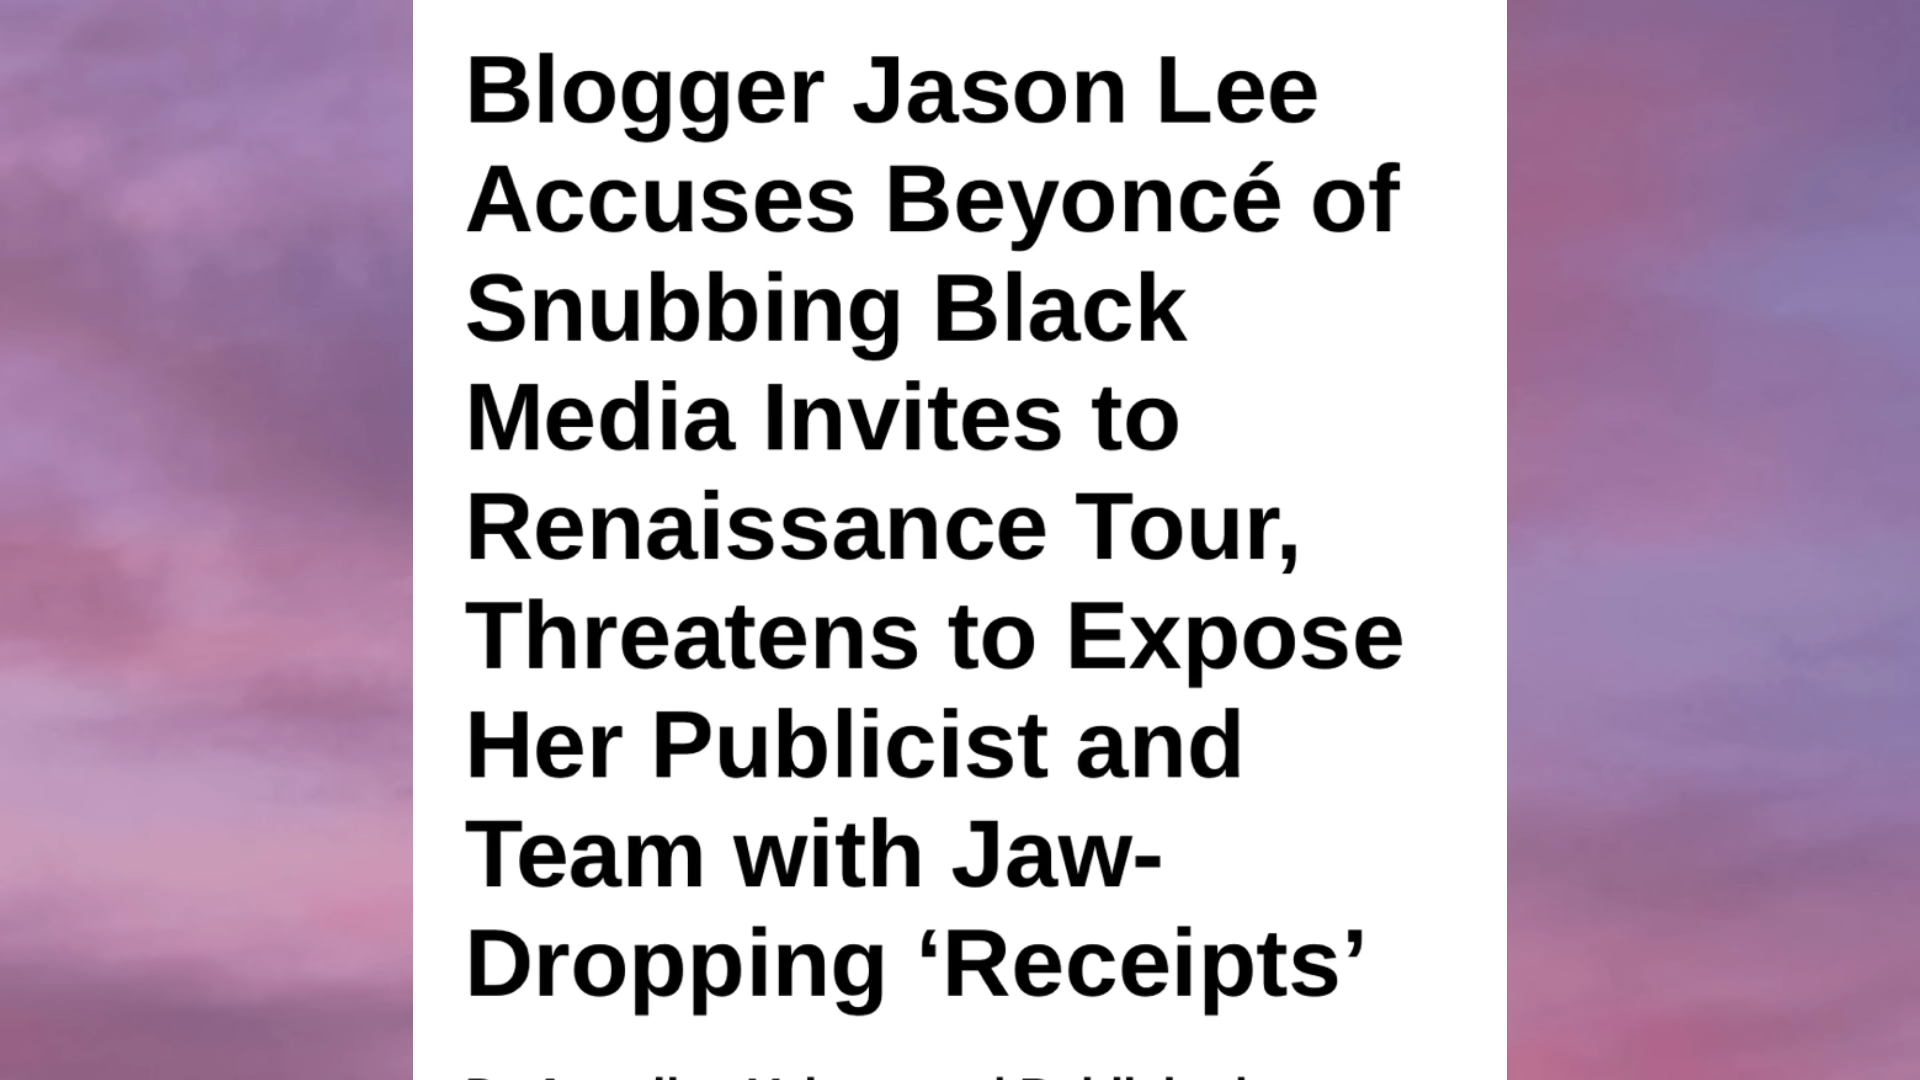 Blogger Jason Lee
Accuses Beyoncé of
Snubbing Black
Media Invites to
Renaissance Tour,
Threatens to Expose
Her Publicist and
Team with Jaw-
Dropping ‘Receipts’